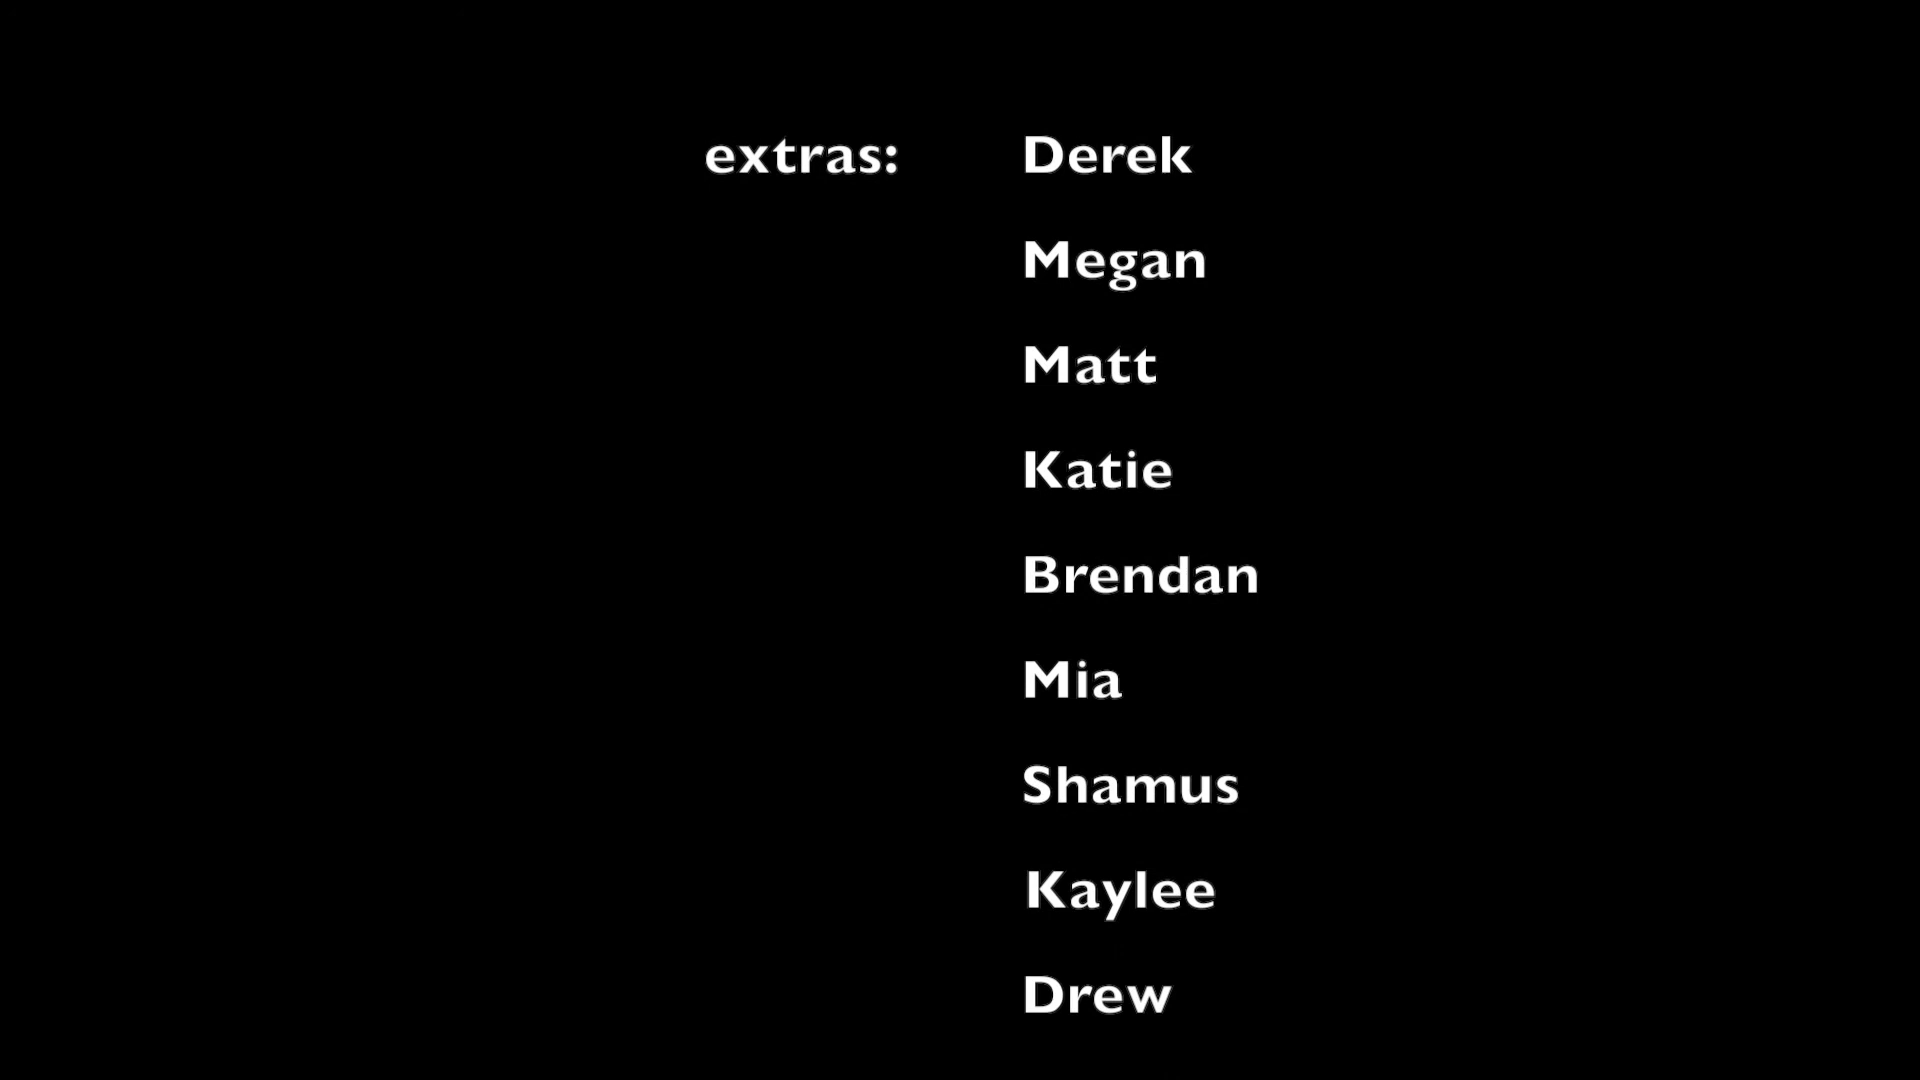 extras: Derek
Megan
Matt
Katie
Brendan
Mia
Shamus
Kaylee
Drew